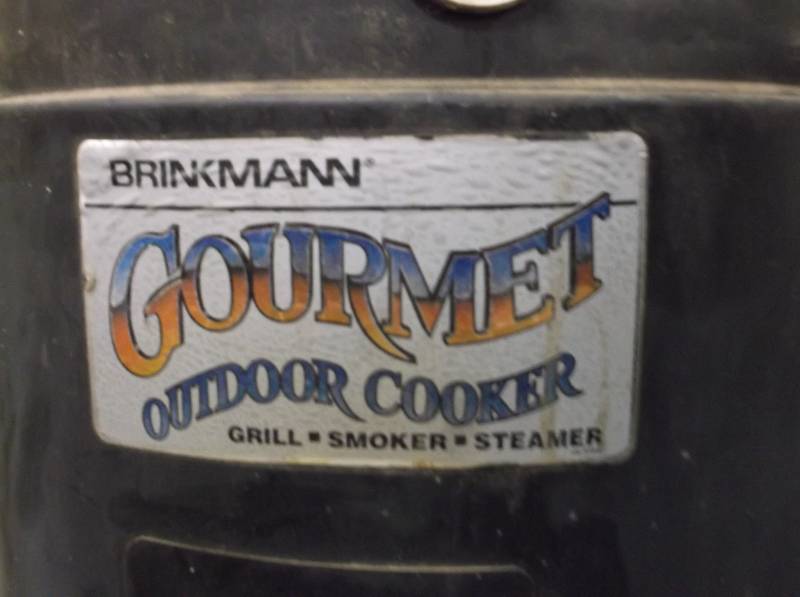 BRINKMANN®
GOURMET
OUTDOOR COOKER
GRILL ▪ SMOKER ▪ STEAMER